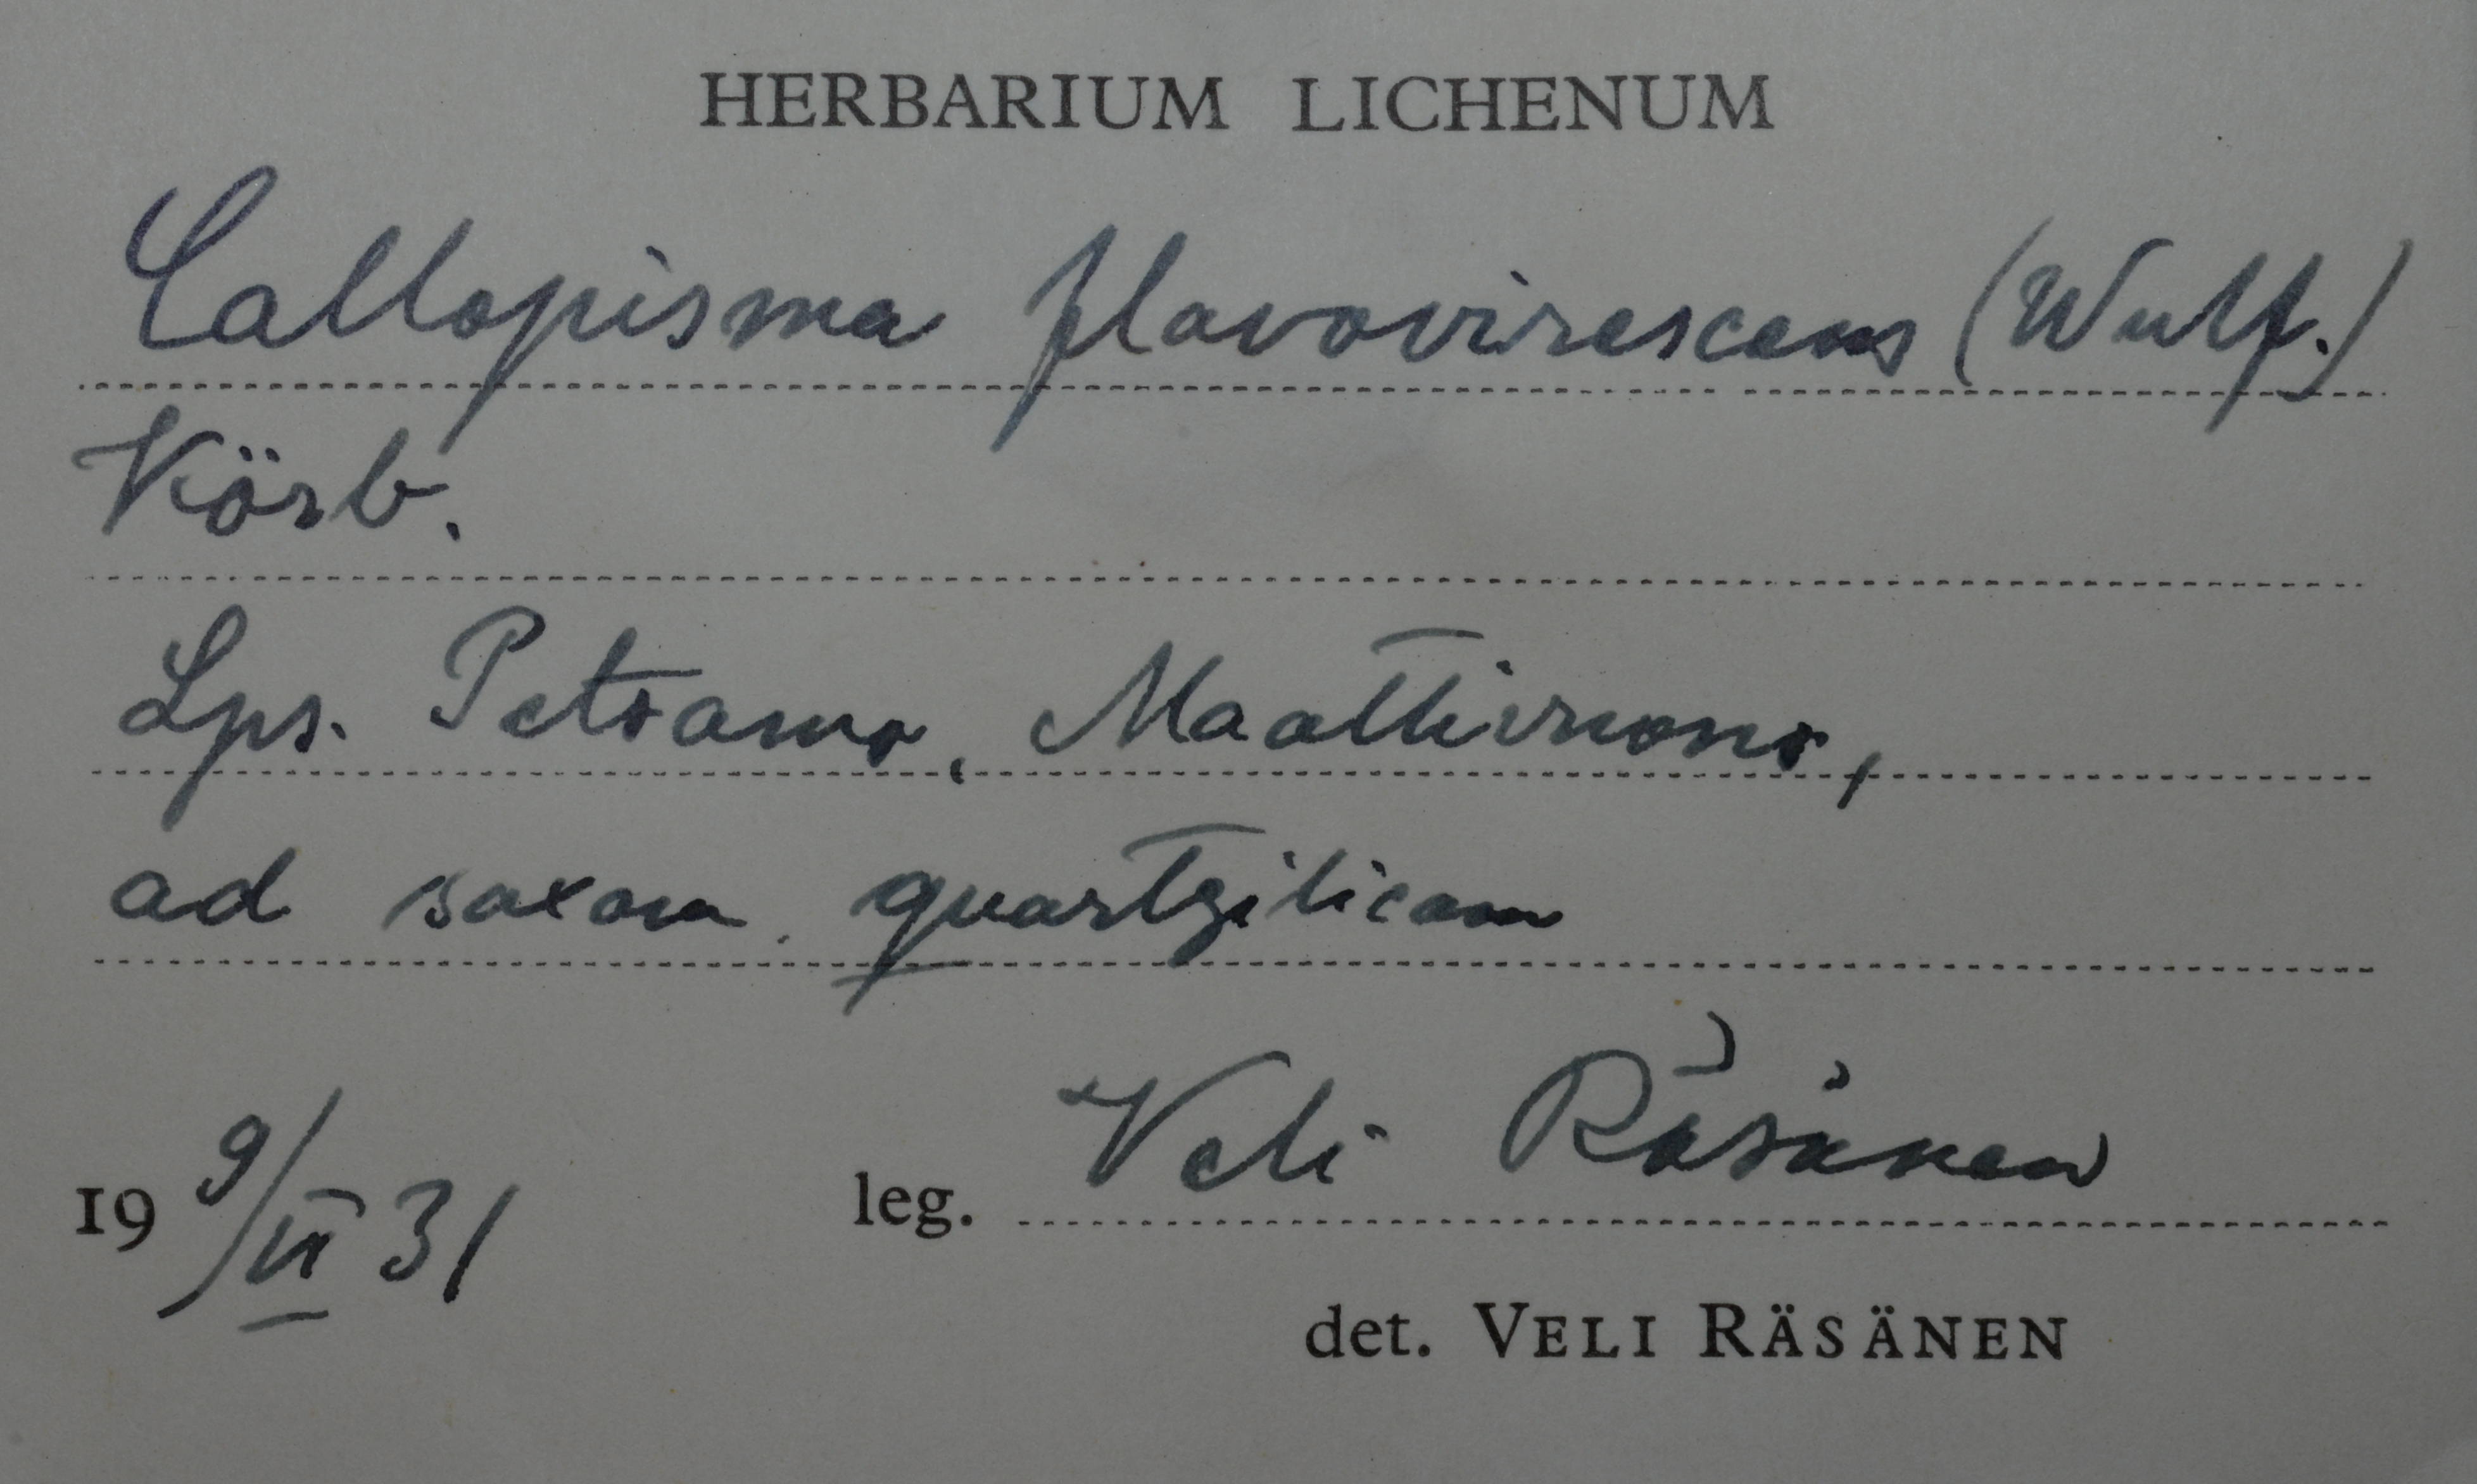 HERBARIUM LICHENUM
Callopisma flavovirescens (Wulf.)
Körb.
Lps. Petsamo, Maattivuono,
ad saxum quartziticum
19 9/VI 31 leg. Veli Räsänen
det. VELI RÄSÄNEN